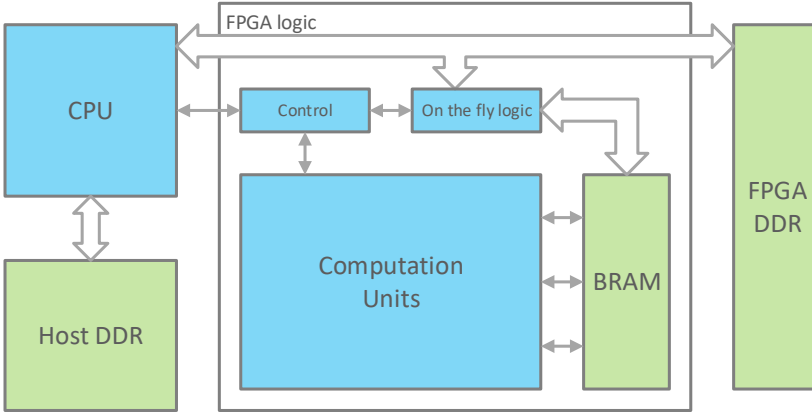 FPGA logic
CPU
Control
On the fly logic
FPGA
DDR
Computation
Units
BRAM
Host DDR